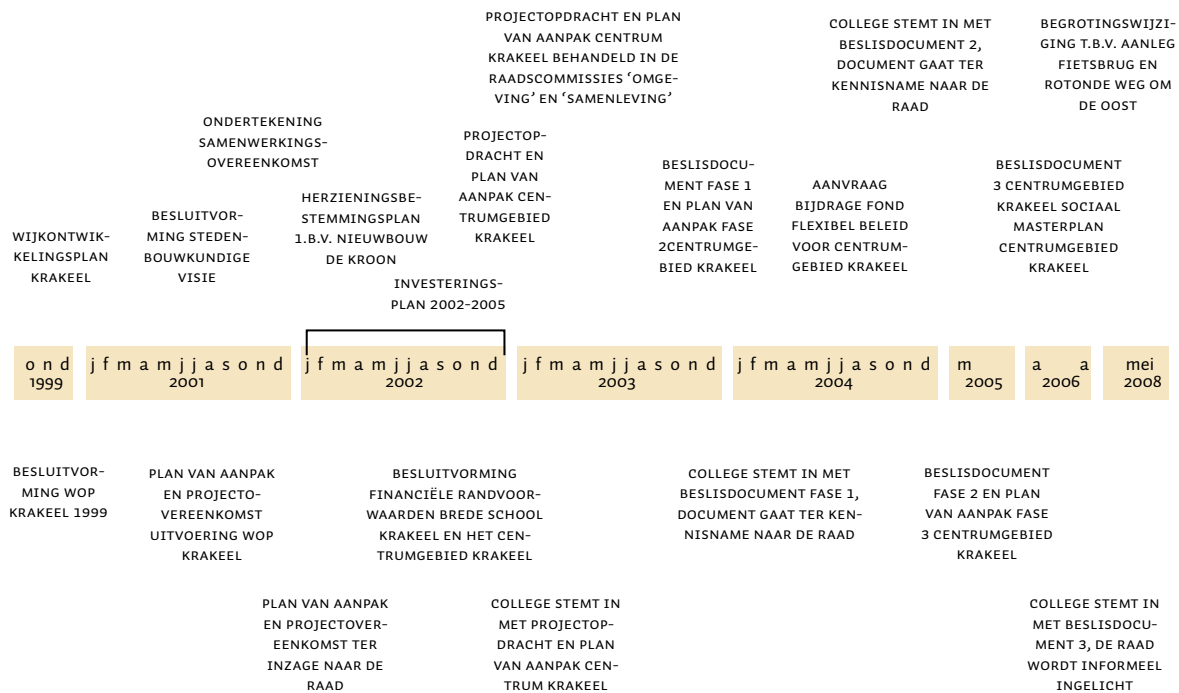 PROJECTOPDRACHT EN PLAN
VAN AANPAK CENTRUM
KRAKEEL BEHANDELD IN DE
RAADSCOMMISSIES ‘OMGE-
VING’ EN ‘SAMENLEVING’
COLLEGE STEMT IN MET
BESLISDOCUMENT 2,
DOCUMENT GAAT TER
KENNISNAME NAAR DE
RAAD
BEGROTINGSWIJZI-
GING T.B.V. AANLEG
FIETSBRUG EN
ROTONDE WEG OM
DE OOST
ONDERTEKENING
SAMENWERKINGS-
OVEREENKOMST
PROJECTOP-
DRACHT EN
PLAN VAN
AANPAK CEN-
TRUMGEBIED
KRAKEEL
WIJKONTWIK-
KELINGSPLAN
KRAKEEL
BESLUITVOR-
MING STEDEN-
BOUWKUNDIGE
VISIE
HERZIENINGSBE-
STEMMINGSPLAN
1.B.V. NIEUWBOUW
DE KROON
INVESTERINGS-
PLAN 2002-2005
BESLISDOCU-
MENT FASE 1
EN PLAN VAN
AANPAK FASE
2CENTRUMGE-
BIED KRAKEEL
AANVRAAG
BIJDRAGE FOND
FLEXIBEL BELEID
VOOR CENTRUM-
GEBIED KRAKEEL
BESLISDOCUMENT
3 CENTRUMGEBIED
KRAKEEL SOCIAAL
MASTERPLAN
CENTRUMGEBIED
KRAKEEL
o n d
1999
j f m a m j j a s o n d
2001
j f m a m j j a s o n d
2002
j f m a m j j a s o n d
2003
j f m a m j j a s o n d
2004
m
2005
a a
2006
mei
2008
BESLUITVOR-
MING WOP
KRAKEEL 1999
PLAN VAN AANPAK
EN PROJECTO-
VEREENKOMST
UITVOERING WOP
KRAKEEL
BESLUITVORMING
FINANCIËLE RANDVOOR-
WAARDEN BREDE SCHOOL
KRAKEEL EN HET CEN-
TRUMGEBIED KRAKEEL
COLLEGE STEMT IN MET
BESLISDOCUMENT FASE 1,
DOCUMENT GAAT TER KEN-
NISNAME NAAR DE RAAD
BESLISDOCUMENT
FASE 2 EN PLAN
VAN AANPAK FASE
3 CENTRUMGEBIED
KRAKEEL
PLAN VAN AANPAK
EN PROJECTOVER-
EENKOMST TER
INZAGE NAAR DE
RAAD
COLLEGE STEMT IN
MET PROJECTOP-
DRACHT EN PLAN
VAN AANPAK CEN-
TRUM KRAKEEL
COLLEGE STEMT IN
MET BESLISDOCU-
MENT 3, DE RAAD
WORDT INFORMEEL
INGELICHT